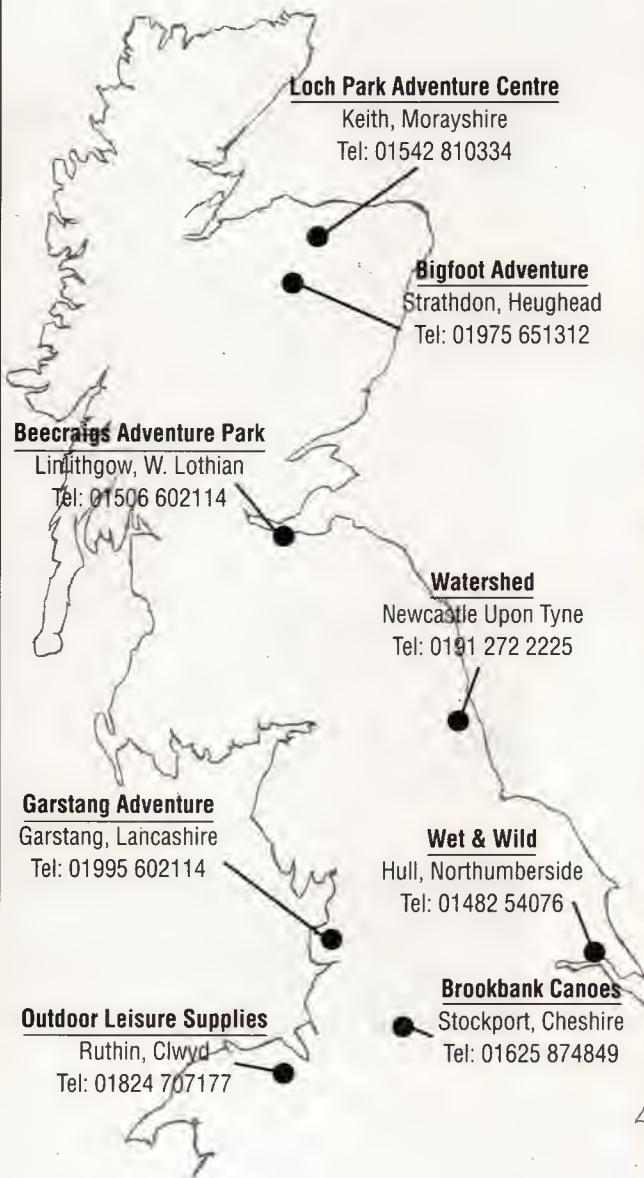 Loch Park Adventure Centre
Keith, Morayshire
Tel: 01542 810334
Bigfoot Adventure
Strathdon, Heughead
Tel: 01975 651312
Beecraigs Adventure Park
Linlithgow, W. Lothian
Tel: 01506 602114
Watershed
Newcastle Upon Tyne
Tel: 0191 272 2225
Garstang Adventure
Garstang, Lancashire
Tel: 01995 602114
Wet & Wild
Hull, Northumberside
Tel: 01482 54076
Brookbank Canoes
Stockport, Cheshire
Tel: 01625 874849
Outdoor Leisure Supplies
Ruthin, Clwyd
Tel: 01824 707177